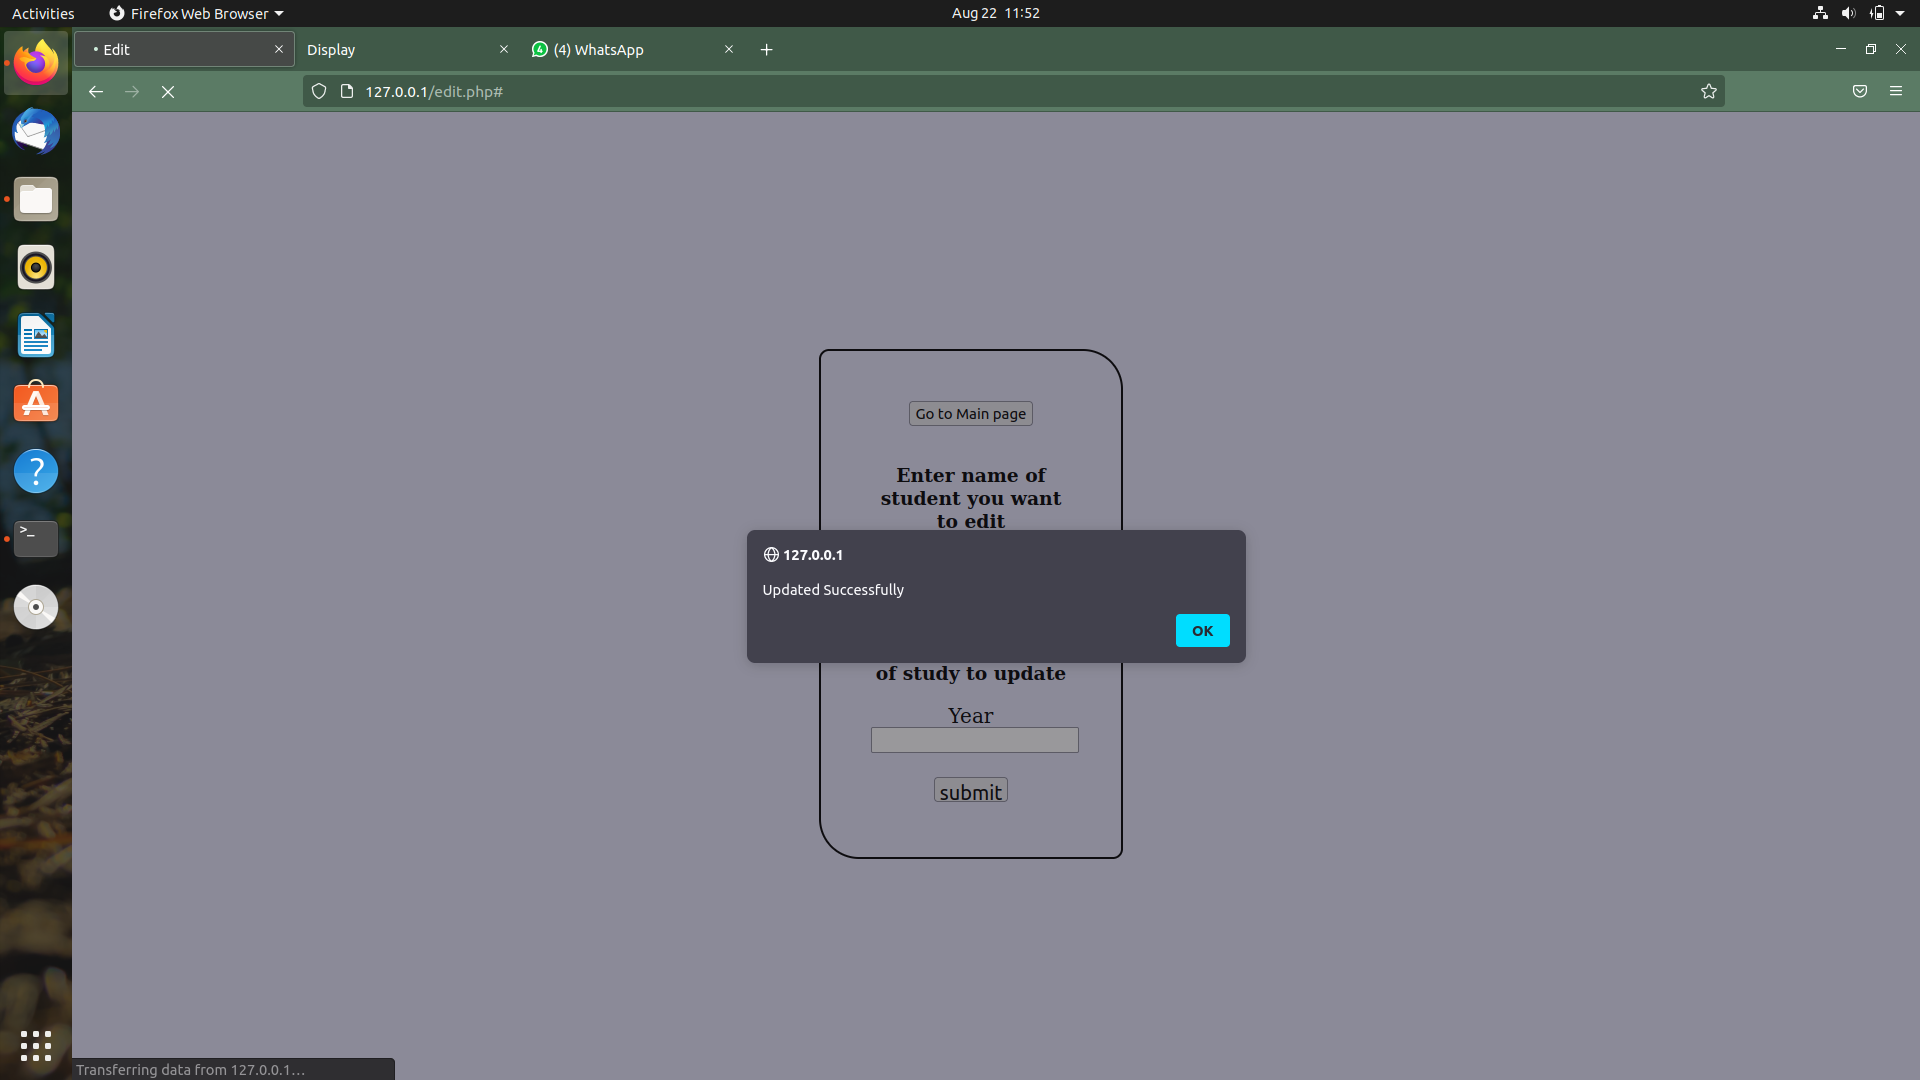 Activities
Firefox Web Browser
Aug 22 11:52
Edit
Display
4
(4) WhatsApp
127.0.0.1/edit.php#
Go to Main page
Enter name of
student you want
to edit
127.0.0.1
Updated Successfully
OK
of study to update
Year
submit
>_
?
Transferring data from 127.0.0.1…